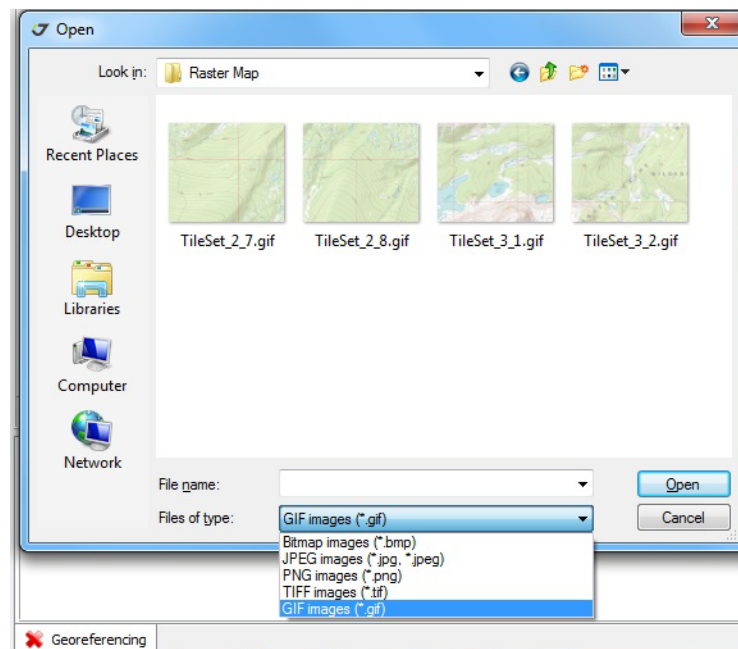 Open
Look in:
Raster Map
Recent Places
Desktop
Libraries
Computer
Network
TileSet_2_7.gif
TileSet_2_8.gif
TileSet_3_1.gif
TileSet_3_2.gif
File name:
Open
Files of type:
GIF images (*.gif)
Cancel
Bitmap images (*.bmp)
JPEG images (*.jpg, *.jpeg)
PNG images (*.png)
TIFF images (*.tif)
GIF images (*.gif)
Georeferencing